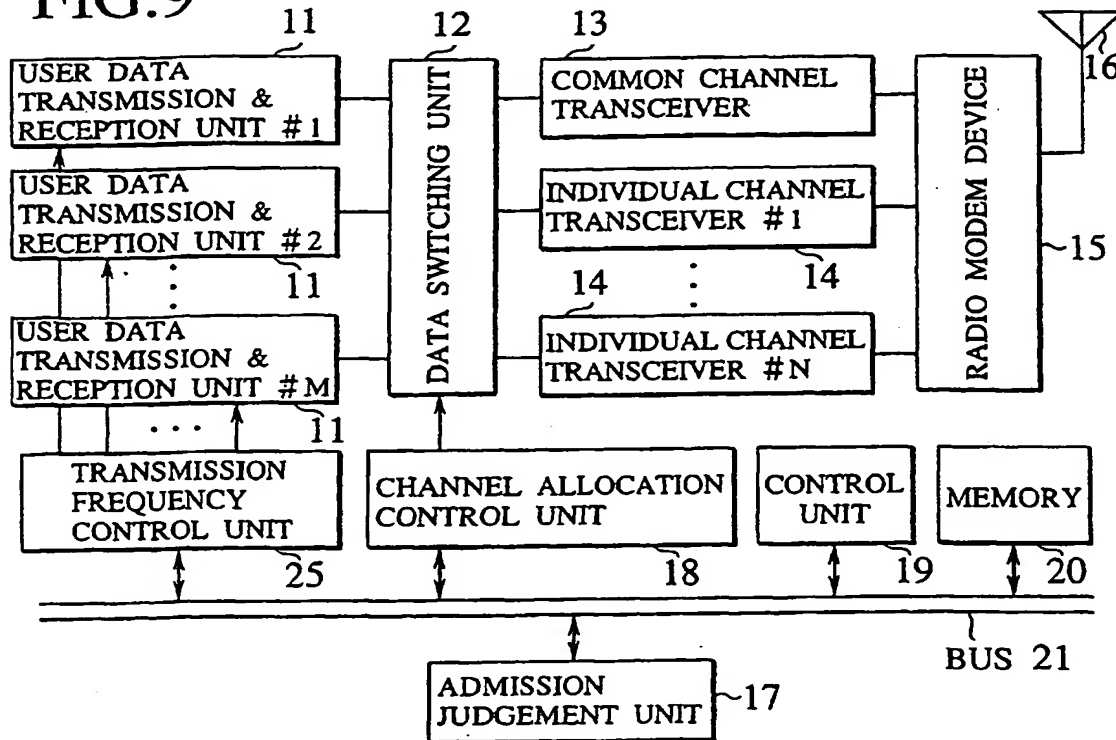 FIG.9
11
USER DATA
TRANSMISSION &
RECEPTION UNIT #1
USER DATA
TRANSMISSION &
RECEPTION UNIT #2
11
USER DATA
TRANSMISSION &
RECEPTION UNIT #M
11
12
DATA SWITCHING UNIT
13
COMMON CHANNEL
TRANSCEIVER
INDIVIDUAL CHANNEL
TRANSCEIVER #1
14
14
INDIVIDUAL CHANNEL
TRANSCEIVER #N
RADIO MODEM DEVICE
15
16
TRANSMISSION
FREQUENCY
CONTROL UNIT
25
CHANNEL ALLOCATION
CONTROL UNIT
18
CONTROL
UNIT
19
MEMORY
20
BUS 21
ADMISSION
JUDGEMENT UNIT
17